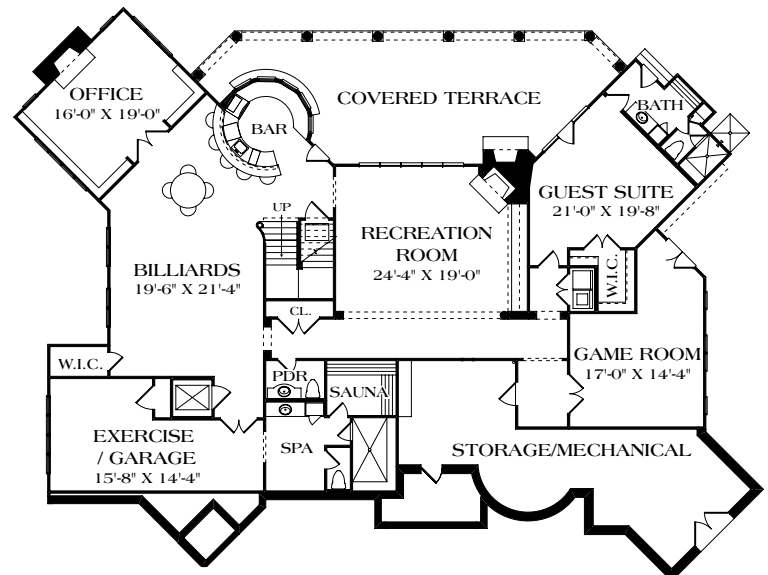 OFFICE
16'-0" X 19'-0"
COVERED TERRACE
BATH
BAR
GUEST SUITE
21'-0" X 19'-8"
UP
RECREATION
ROOM
24'-4" X 19'-0"
BILLIARDS
19'-6" X 21'-4"
W.I.C.
CL.
W.I.C.
GAME ROOM
17'-0" X 14'-4"
PDR
SAUNA
EXERCISE
/ GARAGE
15'-8" X 14'-4"
SPA
STORAGE/MECHANICAL